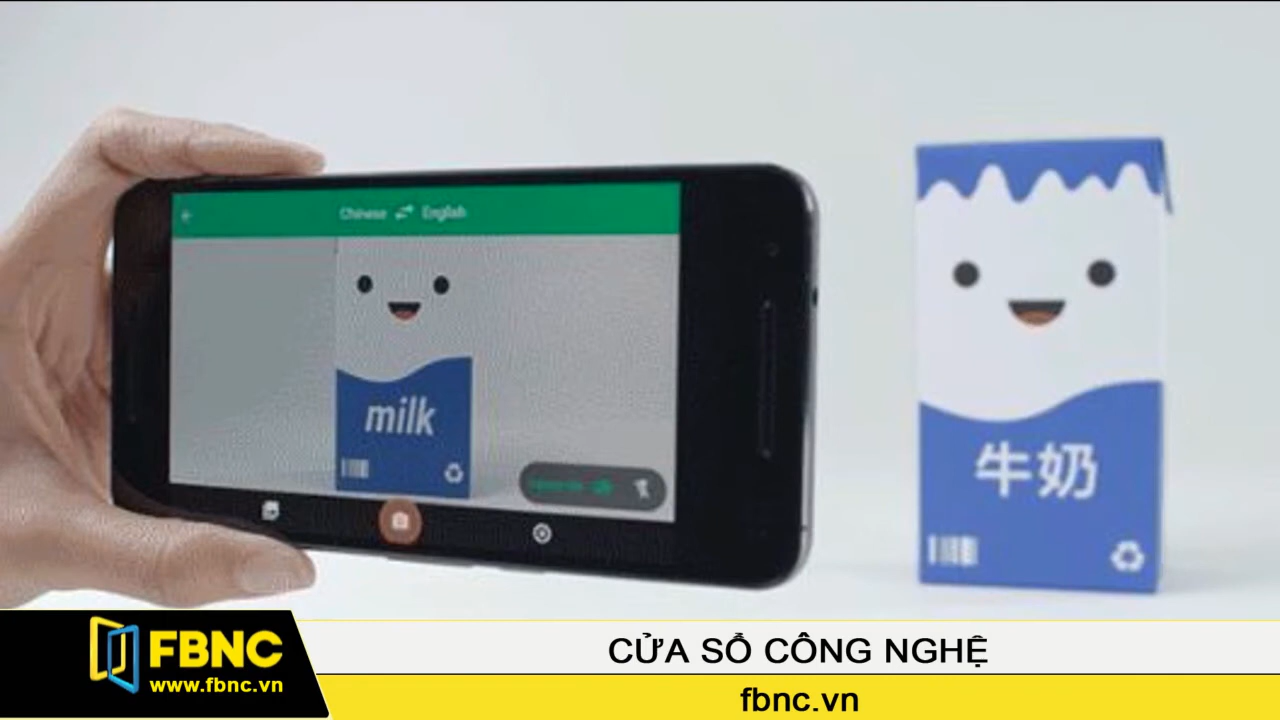 Chinese English
milk
牛奶
FBNC
www.fbnc.vn
CỬA SỔ CÔNG NGHỆ
fbnc.vn